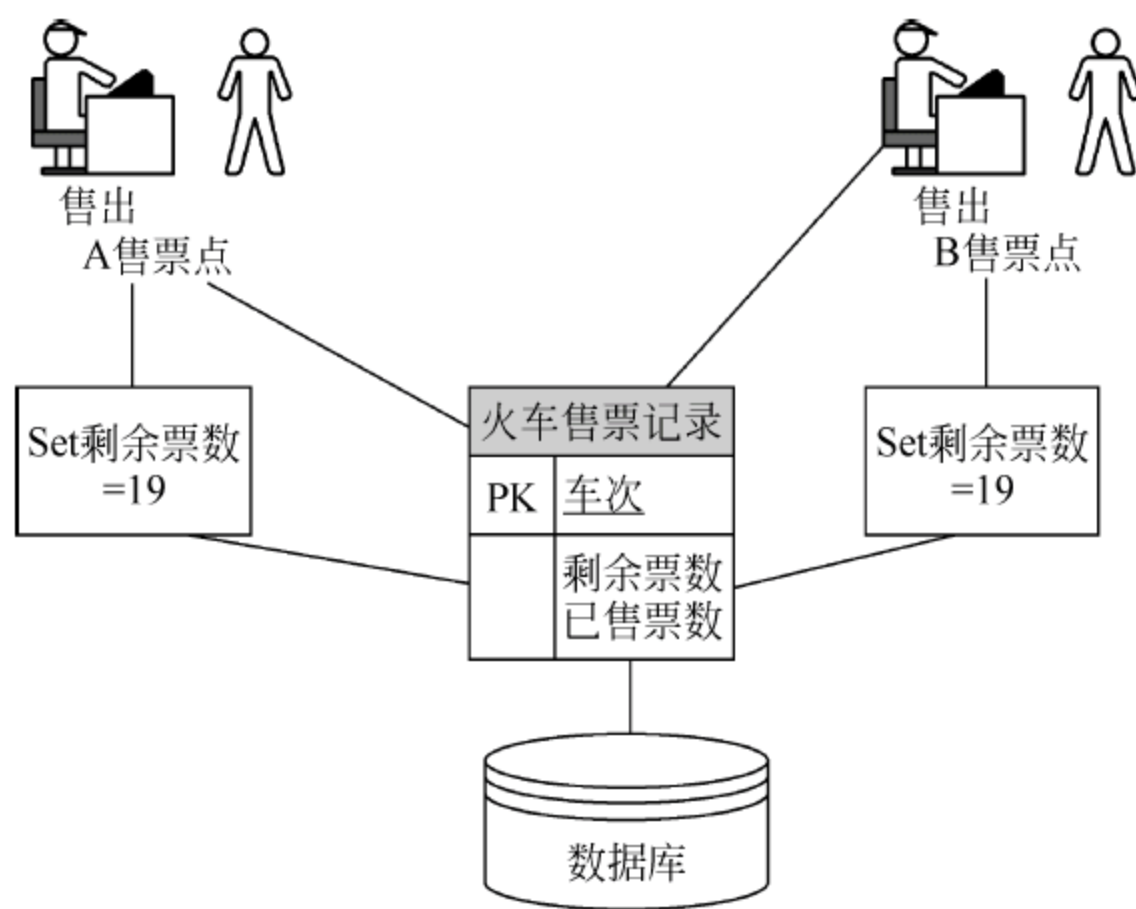 售出
A售票点
售出
B售票点
Set剩余票数
=19
火车售票记录
PK 车次
剩余票数
已售票数
Set剩余票数
=19
数据库